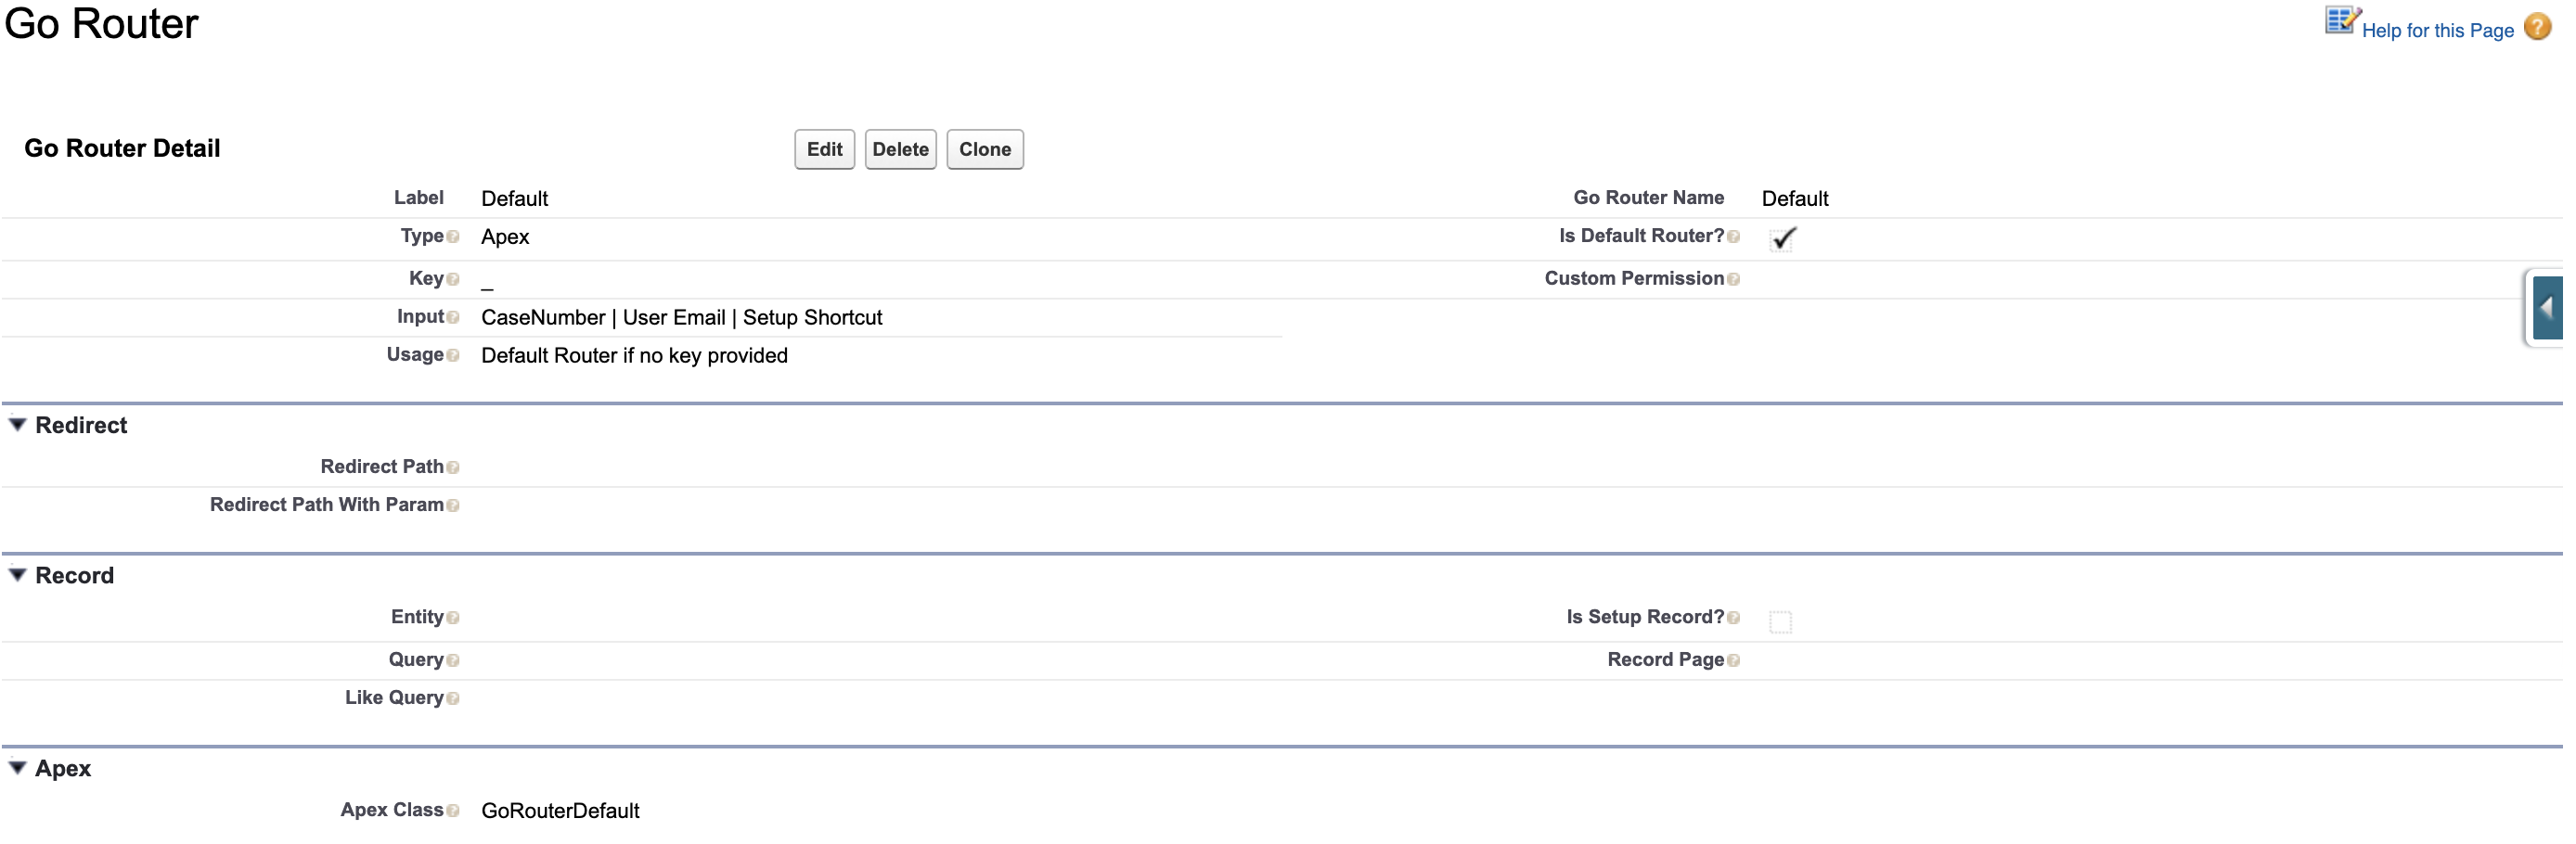 Go Router
Help for this Page
Go Router Detail
Edit Delete Clone
Label Default Go Router Name Default
Type Apex Is Default Router?
Key _ Custom Permission
Input CaseNumber | User Email | Setup Shortcut
Usage Default Router if no key provided
Redirect
Redirect Path
Redirect Path With Param
Record
Entity Is Setup Record?
Query Record Page
Like Query
Apex
Apex Class GoRouterDefault